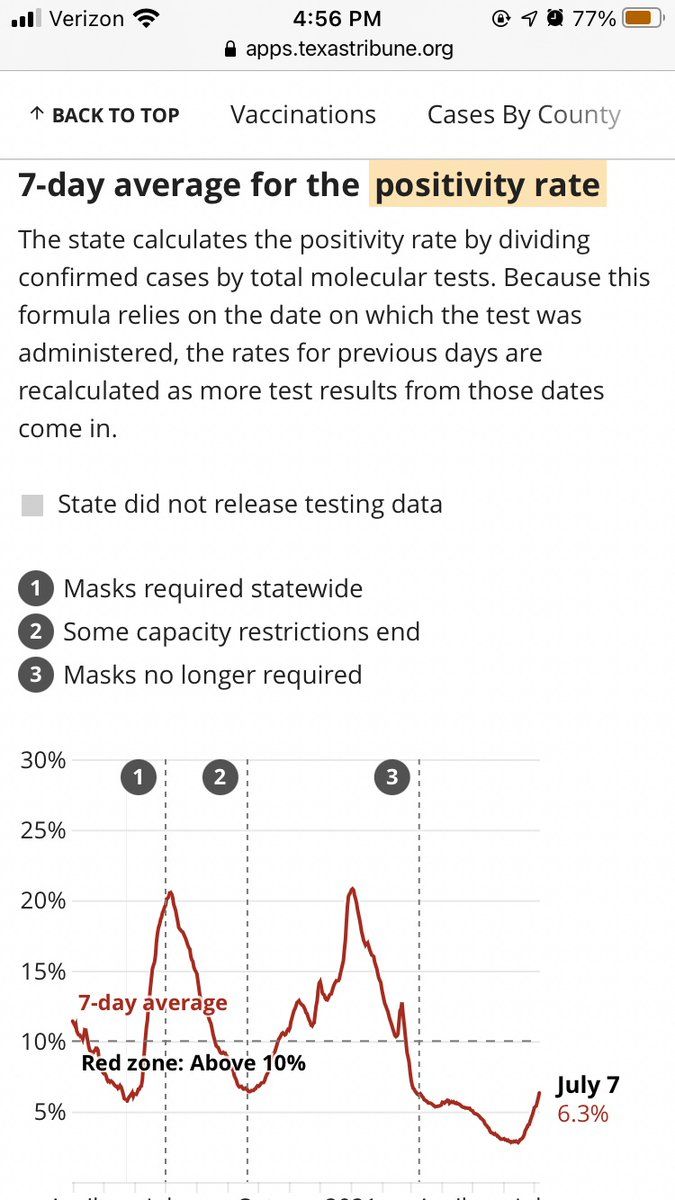 Verizon 4:56 PM 77%
apps.texastribune.org
↑ BACK TO TOP Vaccinations Cases By County
7-day average for the positivity rate
The state calculates the positivity rate by dividing
confirmed cases by total molecular tests. Because this
formula relies on the date on which the test was
administered, the rates for previous days are
recalculated as more test results from those dates
come in.
State did not release testing data
1 Masks required statewide
2 Some capacity restrictions end
3 Masks no longer required
30%
1 2 3
25%
20%
15%
7-day average
10%
Red zone: Above 10%
July 7
5%
6.3%